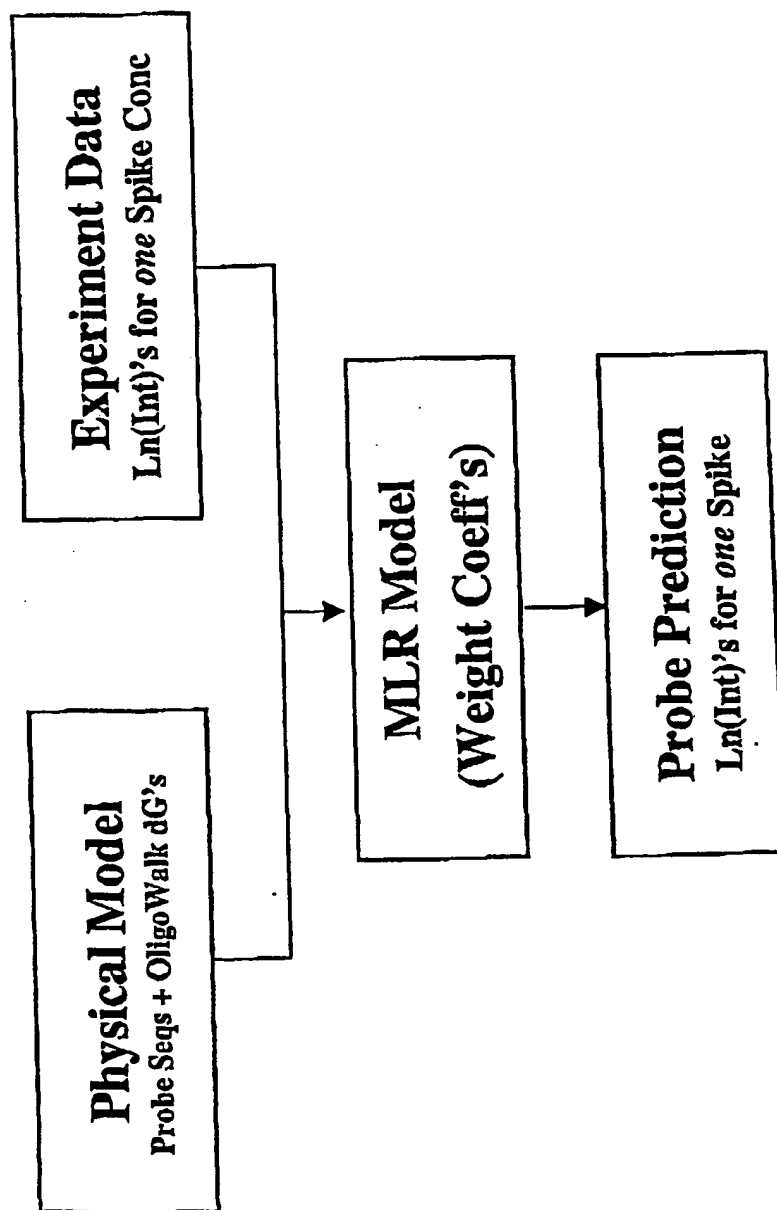 Physical Model
Probe Seqs + OligoWalk dG's
Experiment Data
Ln(Int)'s for one Spike Conc
MLR Model
(Weight Coeff's)
Probe Prediction
Ln(Int)'s for one Spike